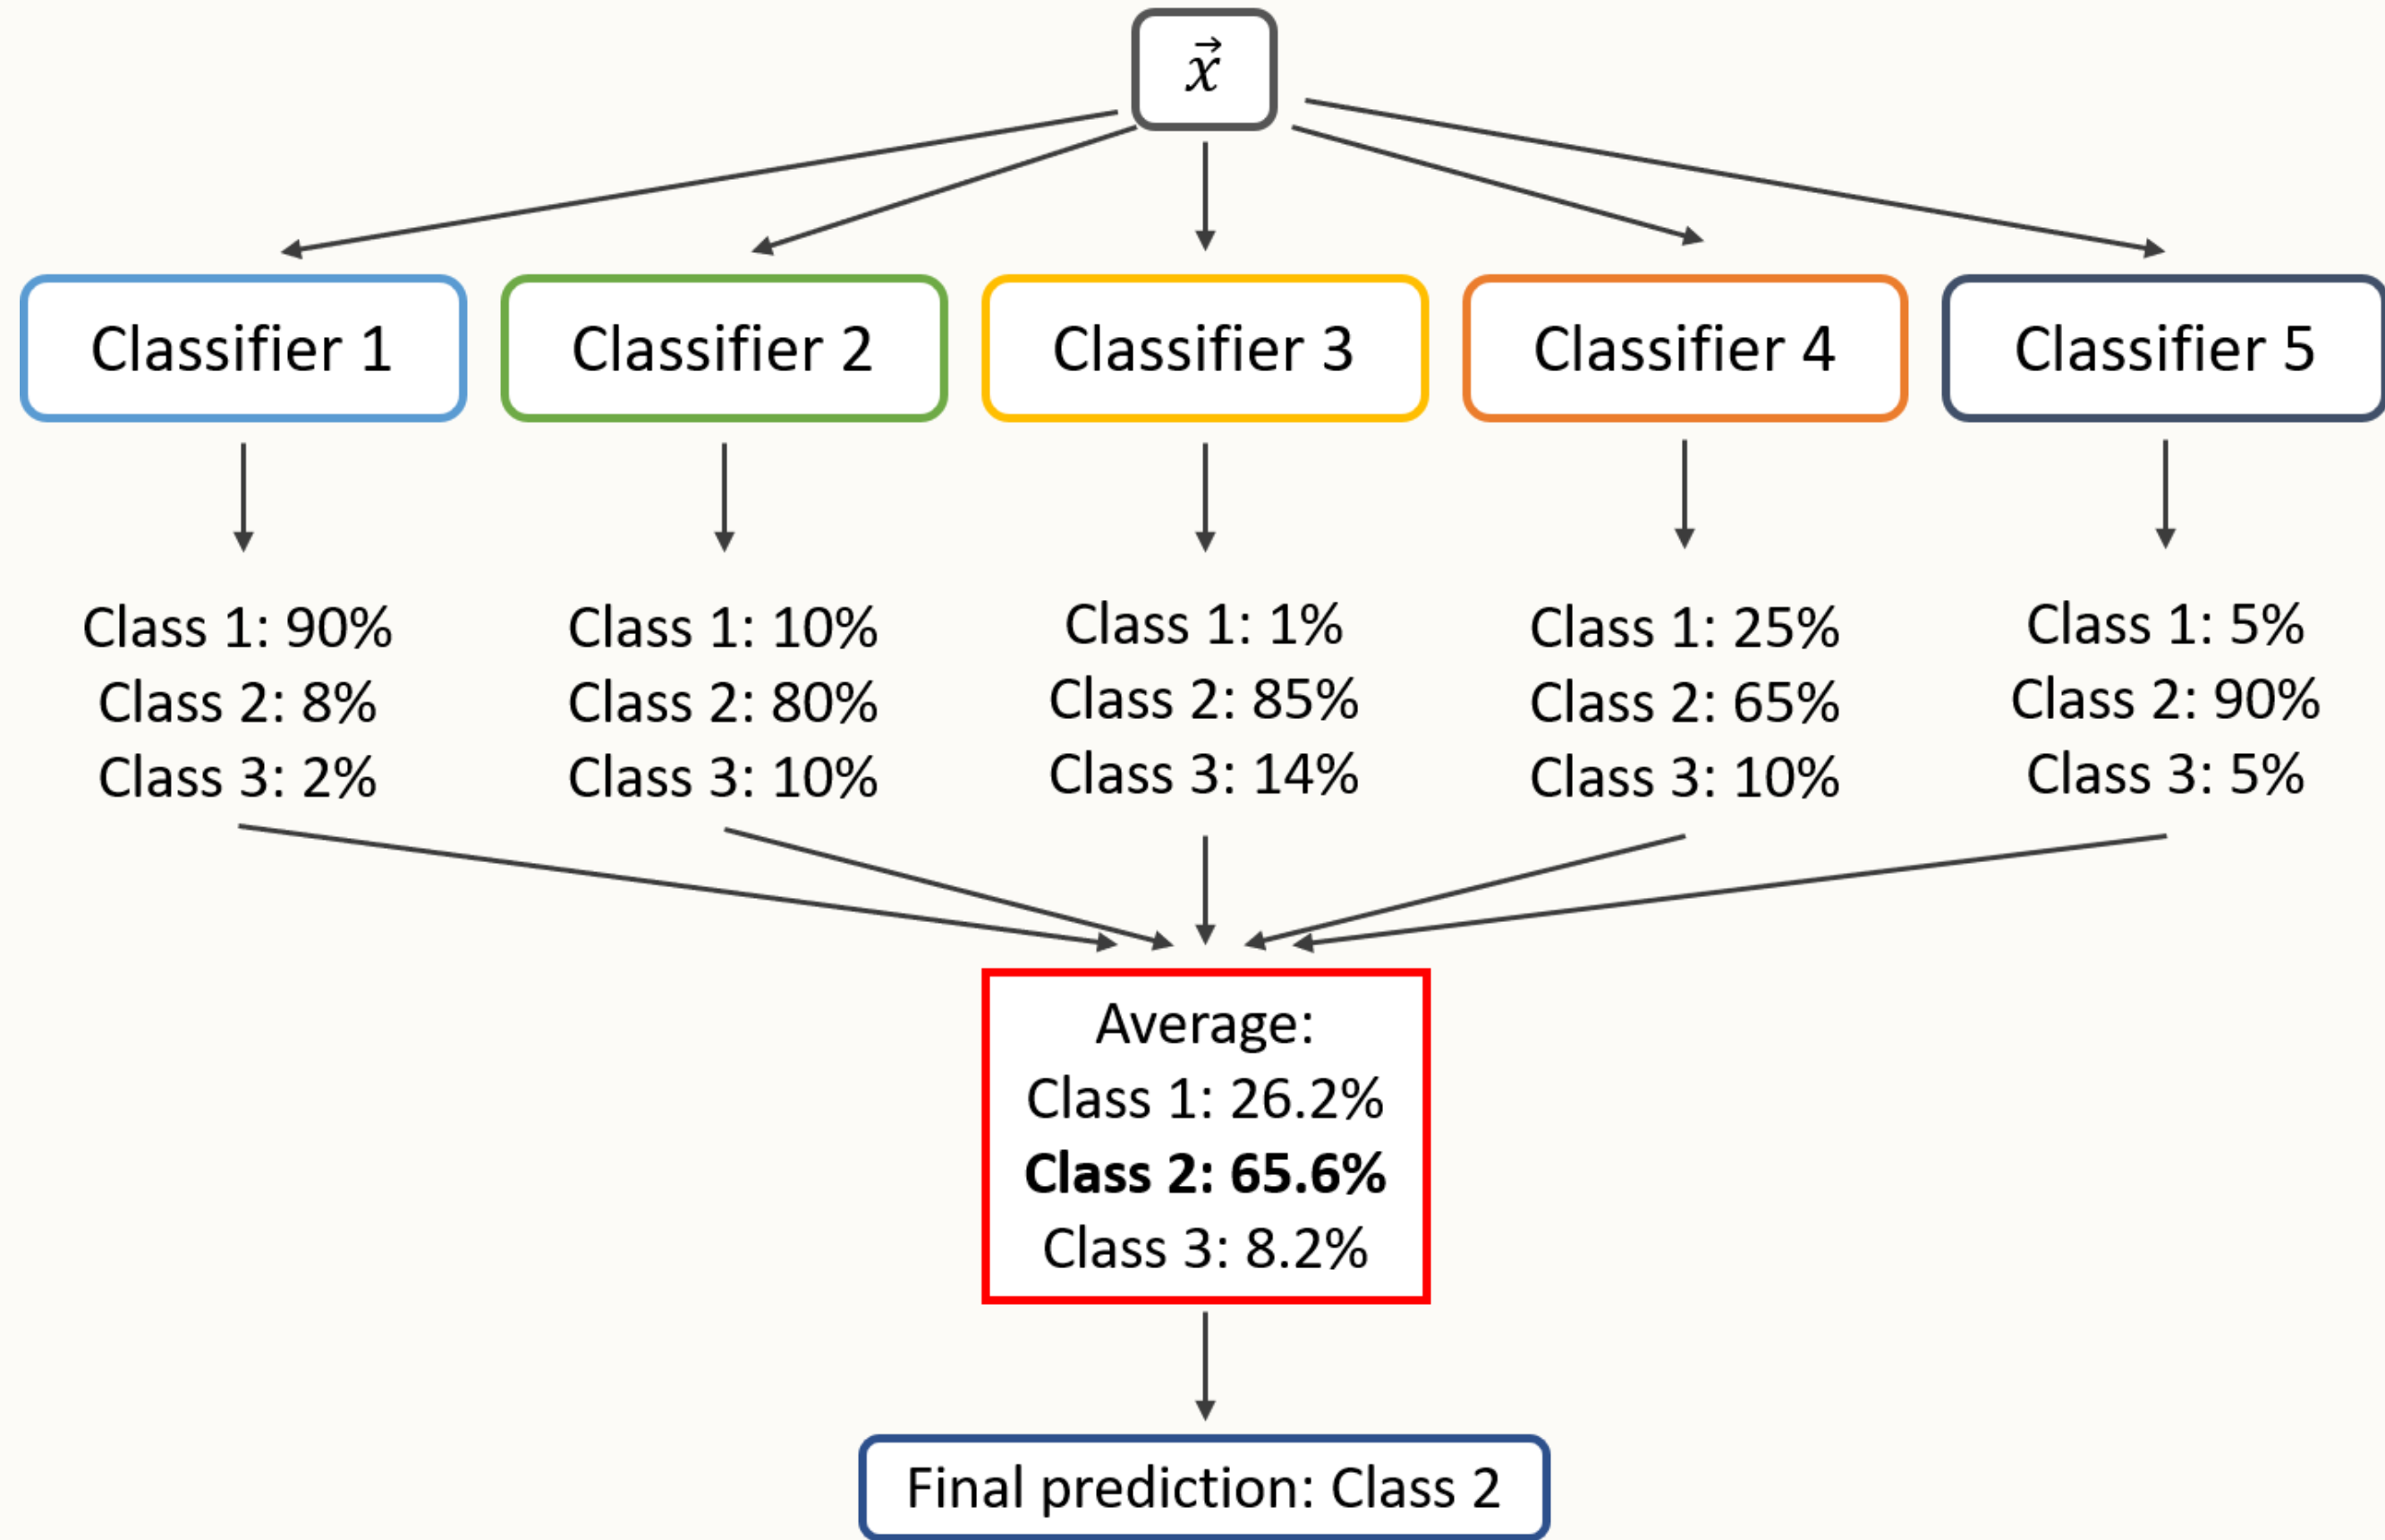 x⃗
Classifier 1
Classifier 2
Classifier 3
Classifier 4
Classifier 5
Class 1: 90%
Class 2: 8%
Class 3: 2%
Class 1: 10%
Class 2: 80%
Class 3: 10%
Class 1: 1%
Class 2: 85%
Class 3: 14%
Class 1: 25%
Class 2: 65%
Class 3: 10%
Class 1: 5%
Class 2: 90%
Class 3: 5%
Average:
Class 1: 26.2%
Class 2: 65.6%
Class 3: 8.2%
Final prediction: Class 2